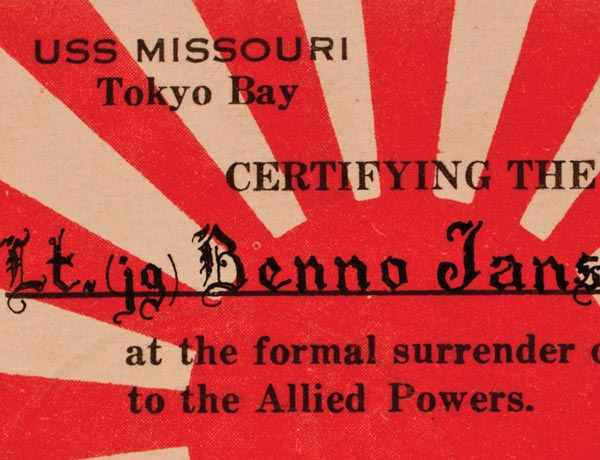 USS MISSOURI
Tokyo Bay
CERTIFYING THE
Lt. (jg) Benno Jans
at the formal surrender
to the Allied Powers.